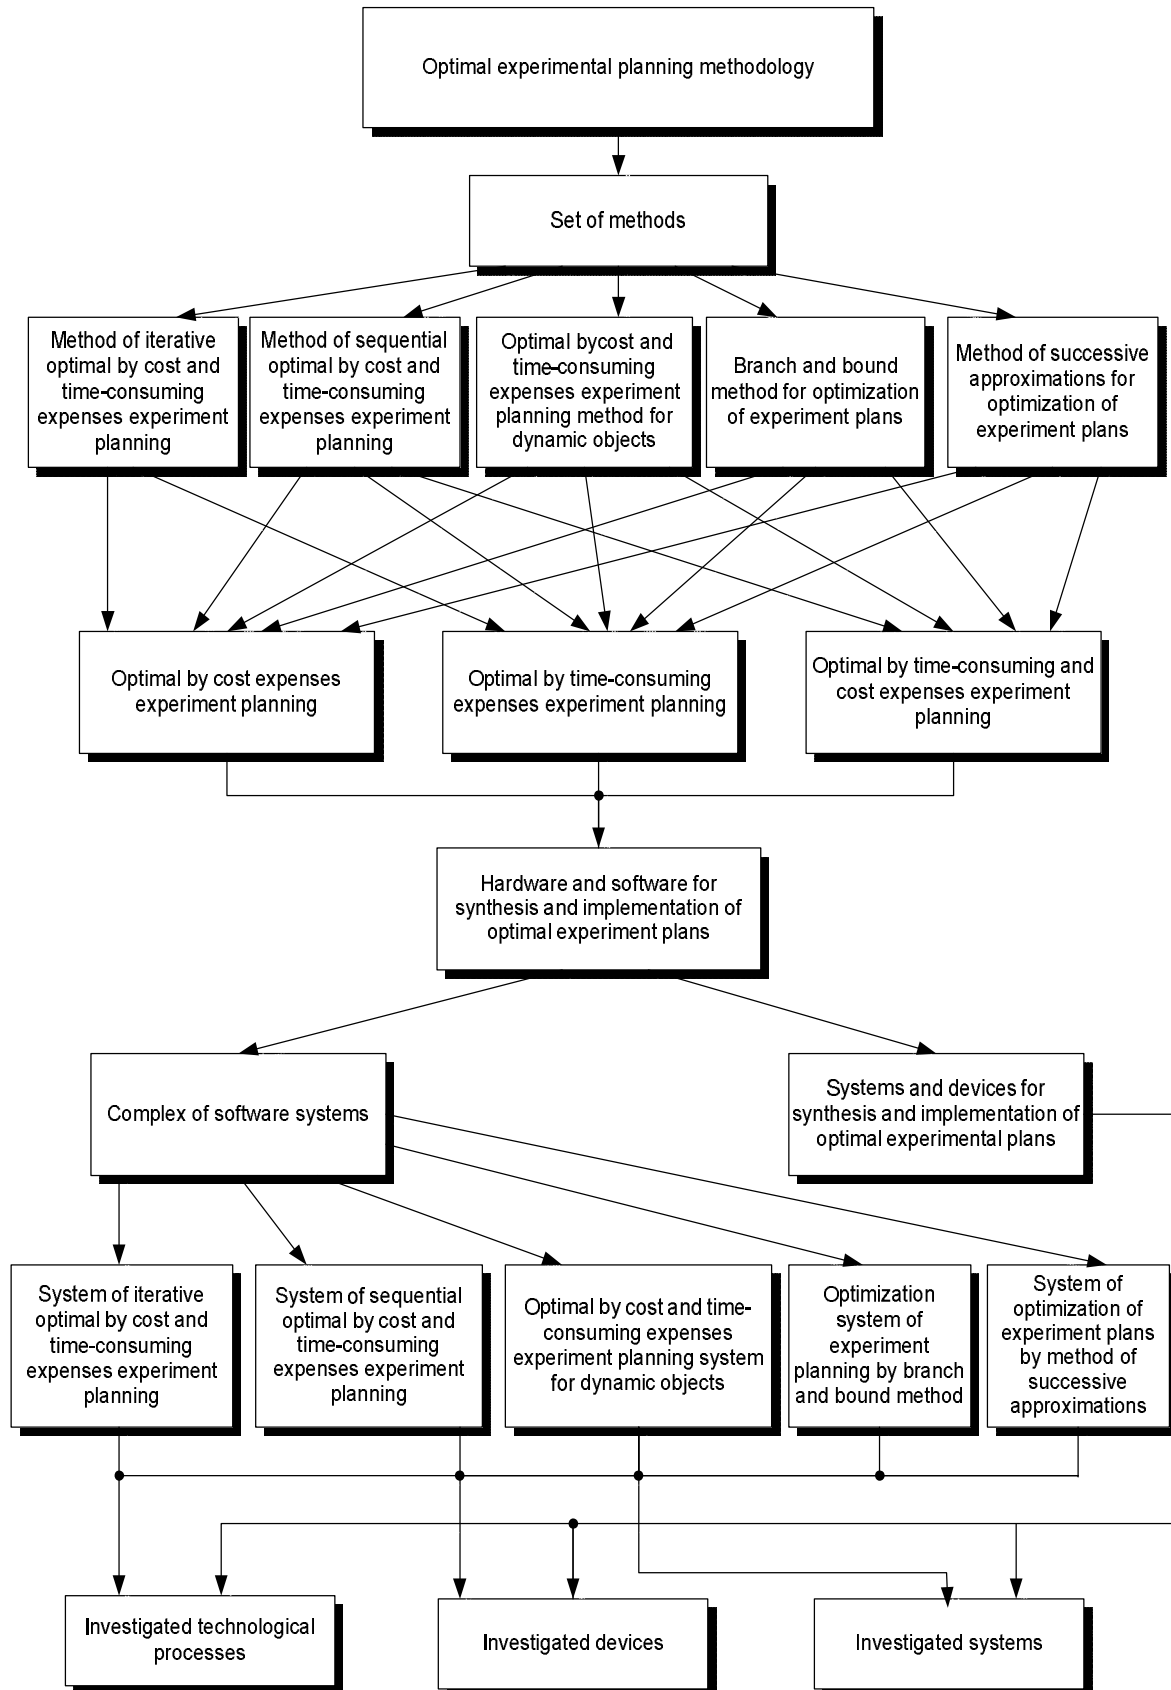 Optimal experimental planning methodology
Set of methods
Method of iterative
optimal by cost and
time-consuming
expenses experiment
planning
Method of sequential
optimal by cost and
time-consuming
expenses experiment
planning
Optimal bycost and
time-consuming
expenses experiment
planning method for
dynamic objects
Branch and bound
method for optimization
of experiment plans
Method of successive
approximations for
optimization of
experiment plans
Optimal by cost expenses
experiment planning
Optimal by time-consuming
expenses experiment planning
Optimal by time-consuming and
cost expenses experiment
planning
Hardware and software for
synthesis and implementation of
optimal experiment plans
Complex of software systems
Systems and devices for
synthesis and implementation of
optimal experimental plans
System of iterative
optimal by cost and
time-consuming
expenses experiment
planning
System of sequential
optimal by cost and
time-consuming
expenses experiment
planning
Optimal by cost and time-
consuming expenses
experiment planning system
for dynamic objects
Optimization
system of
experiment
planning by branch
and bound method
System of
optimization of
experiment plans
by method of
successive
approximations
Investigated technological
processes
Investigated devices
Investigated systems